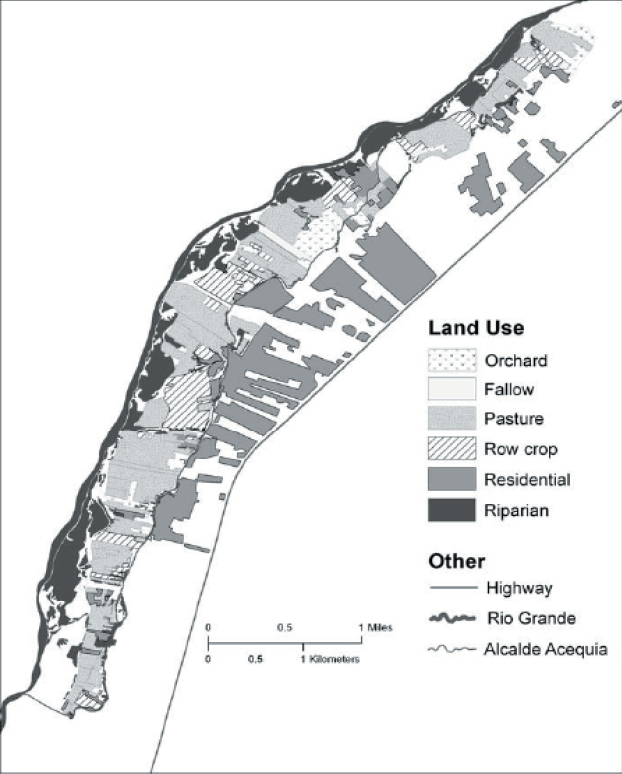 Land Use
Orchard
Fallow
Pasture
Row crop
Residential
Riparian
Other
Highway
Rio Grande
Alcalde Acequia
0 0.5 1 Miles
0 0.5 1 Kilometers